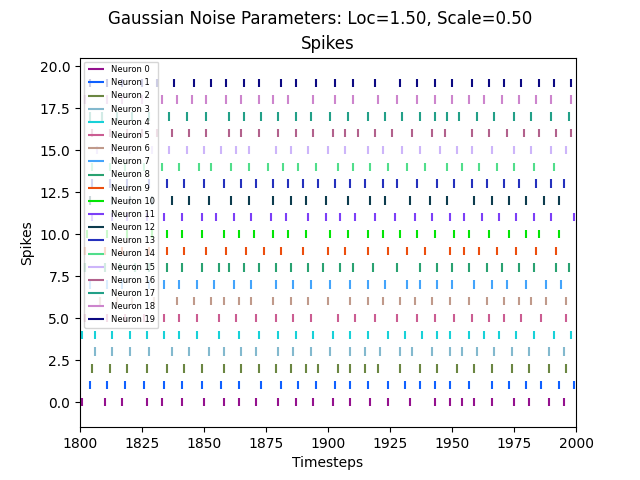 Gaussian Noise Parameters: Loc=1.50, Scale=0.50
Spikes
20.0
17.5
15.0
12.5
10.0
7.5
5.0
2.5
0.0
Spikes
Neuron 0
Neuron 1
Neuron 2
Neuron 3
Neuron 4
Neuron 5
Neuron 6
Neuron 7
Neuron 8
Neuron 9
Neuron 10
Neuron 11
Neuron 12
Neuron 13
Neuron 14
Neuron 15
Neuron 16
Neuron 17
Neuron 18
Neuron 19
1800 1825 1850 1875 1900 1925 1950 1975 2000
Timesteps